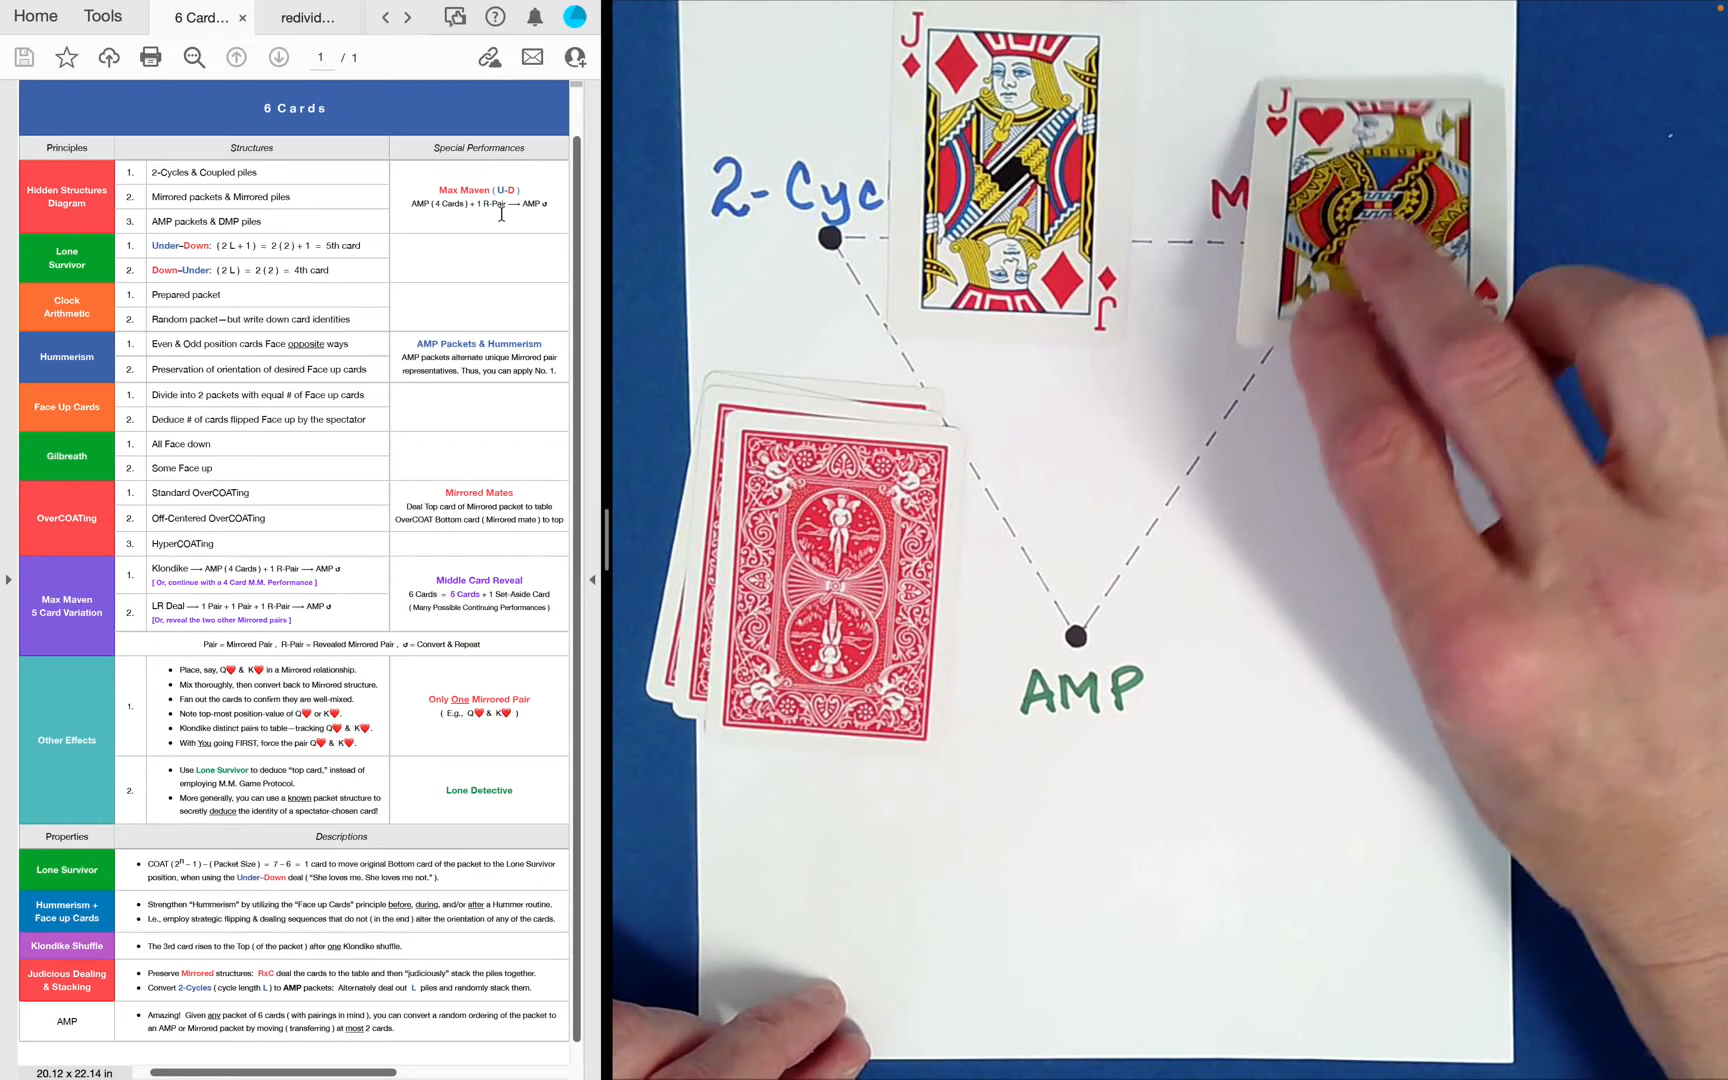 Home Tools 6 Card... × redivid...
1 / 1
6 Cards
Principles Structures Special Performances
Hidden Structures Diagram
1. 2-Cycles & Coupled piles
2. Mirrored packets & Mirrored piles
3. AMP packets & DMP piles
Max Maven ( U-D )
AMP ( 4 Cards ) + 1 R-Pair ⟶ AMP ↺
Lone Survivor
1. Under–Down: ( 2 L + 1 ) = 2 ( 2 ) + 1 = 5th card
2. Down–Under: ( 2 L ) = 2 ( 2 ) = 4th card
Clock Arithmetic
1. Prepared packet
2. Random packet—but write down card identities
Hummerism
1. Even & Odd position cards Face opposite ways
2. Preservation of orientation of desired Face up cards
AMP Packets & Hummerism
AMP packets alternate unique Mirrored pair
representatives. Thus, you can apply No. 1.
Face Up Cards
1. Divide into 2 packets with equal # of Face up cards
2. Deduce # of cards flipped Face up by the spectator
Gilbreath
1. All Face down
2. Some Face up
OverCOATing
1. Standard OverCOATing
2. Off-Centered OverCOATing
3. HyperCOATing
Mirrored Mates
Deal Top card of Mirrored packet to table
OverCOAT Bottom card ( Mirrored mate ) to top
Max Maven
5 Card Variation
1. Klondike ⟶ AMP ( 4 Cards ) + 1 R-Pair ⟶ AMP ↺
[ Or, continue with a 4 Card M.M. Performance ]
2. LR Deal ⟶ 1 Pair + 1 Pair + 1 R-Pair ⟶ AMP ↺
[Or, reveal the two other Mirrored pairs ]
Middle Card Reveal
6 Cards = 5 Cards + 1 Set-Aside Card
( Many Possible Continuing Performances )
Pair = Mirrored Pair , R-Pair = Revealed Mirrored Pair , ↺ = Convert & Repeat
Other Effects
1.
• Place, say, Q♥ & K♥ in a Mirrored relationship.
• Mix thoroughly, then convert back to Mirrored structure.
• Fan out the cards to confirm they are well-mixed.
• Note top-most position-value of Q♥ or K♥.
• Klondike distinct pairs to table—tracking Q♥ & K♥.
• With You going FIRST, force the pair Q♥ & K♥.
Only One Mirrored Pair
( E.g., Q♥ & K♥ )
2.
• Use Lone Survivor to deduce “top card,” instead of
employing M.M. Game Protocol.
• More generally, you can use a known packet structure to
secretly deduce the identity of a spectator-chosen card!
Lone Detective
Properties Descriptions
Lone Survivor
• COAT ( 2ⁿ – 1 ) – ( Packet Size ) = 7 – 6 = 1 card to move original Bottom card of the packet to the Lone Survivor
position, when using the Under–Down deal ( “She loves me. She loves me not.” ).
Hummerism +
Face up Cards
• Strengthen “Hummerism” by utilizing the “Face up Cards” principle before, during, and/or after a Hummer routine.
• I.e., employ strategic flipping & dealing sequences that do not ( in the end ) alter the orientation of any of the cards.
Klondike Shuffle
• The 3rd card rises to the Top ( of the packet ) after one Klondike shuffle.
Judicious Dealing
& Stacking
• Preserve Mirrored structures: RxC deal the cards to the table and then “judiciously” stack the piles together.
• Convert 2-Cycles ( cycle length L ) to AMP packets: Alternately deal out L piles and randomly stack them.
AMP
• Amazing! Given any packet of 6 cards ( with pairings in mind ), you can convert a random ordering of the packet to
an AMP or Mirrored packet by moving ( transferring ) at most 2 cards.
20.12 x 22.14 in
J
J
J
2-Cyc
M
AMP